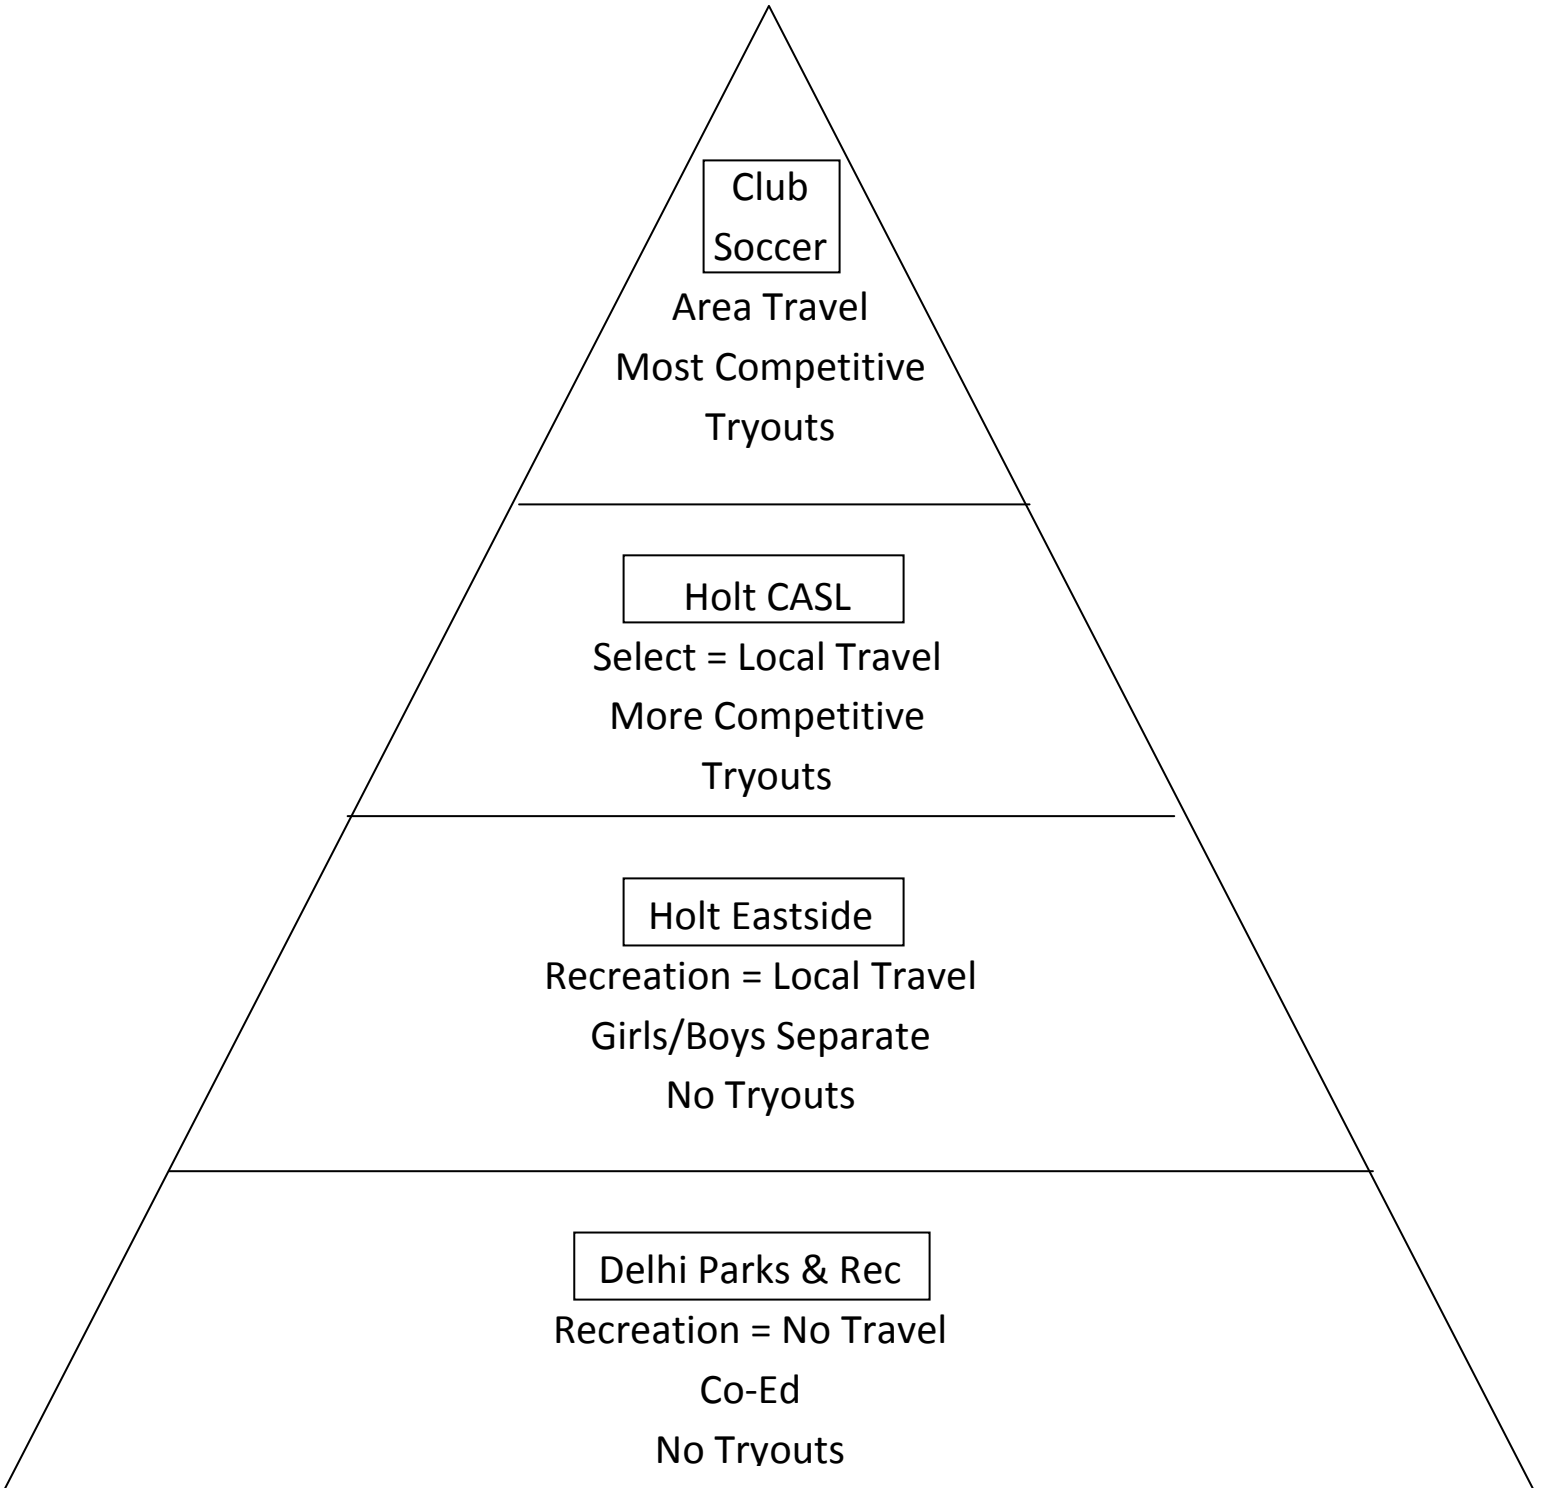 Club
Soccer
Area Travel
Most Competitive
Tryouts
Holt CASL
Select = Local Travel
More Competitive
Tryouts
Holt Eastside
Recreation = Local Travel
Girls/Boys Separate
No Tryouts
Delhi Parks & Rec
Recreation = No Travel
Co-Ed
No Tryouts